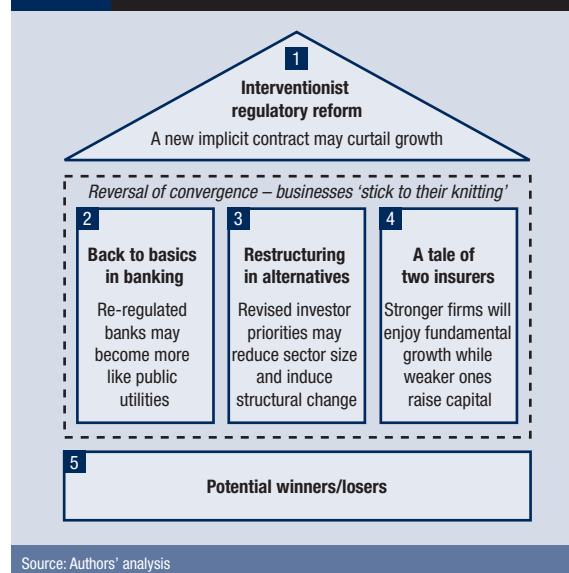 1
Interventionist
regulatory reform
A new implicit contract may curtail growth
Reversal of convergence – businesses ‘stick to their knitting’
2
Back to basics
in banking
Re-regulated
banks may
become more
like public
utilities
3
Restructuring
in alternatives
Revised investor
priorities may
reduce sector size
and induce
structural change
4
A tale of
two insurers
Stronger firms will
enjoy fundamental
growth while
weaker ones
raise capital
5
Potential winners/losers
Source: Authors’ analysis